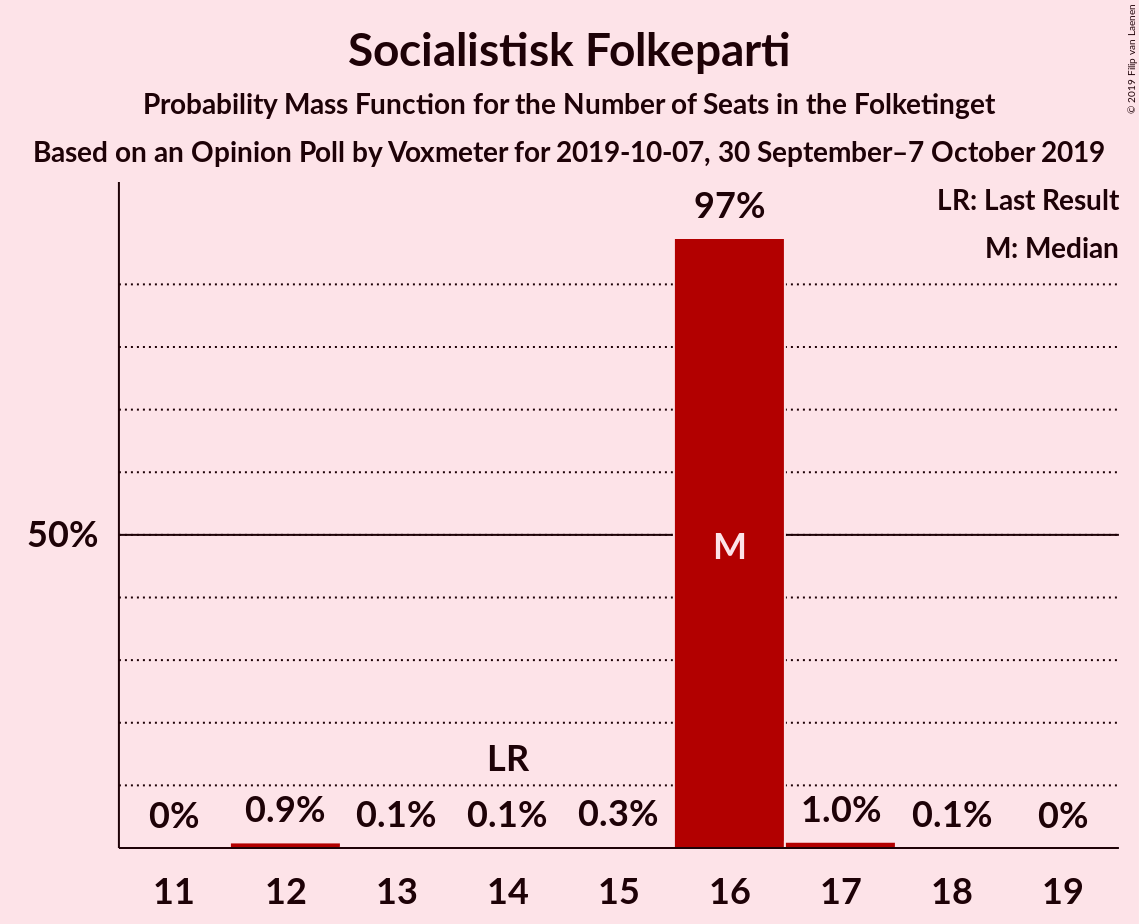 Socialistisk Folkeparti
Probability Mass Function for the Number of Seats in the Folketinget
Based on an Opinion Poll by Voxmeter for 2019-10-07, 30 September–7 October 2019
© 2019 Filip van Laenen
LR: Last Result
M: Median
97%
50%
M
LR
0% 0.9% 0.1% 0.1% 0.3% 1.0% 0.1% 0%
11 12 13 14 15 16 17 18 19